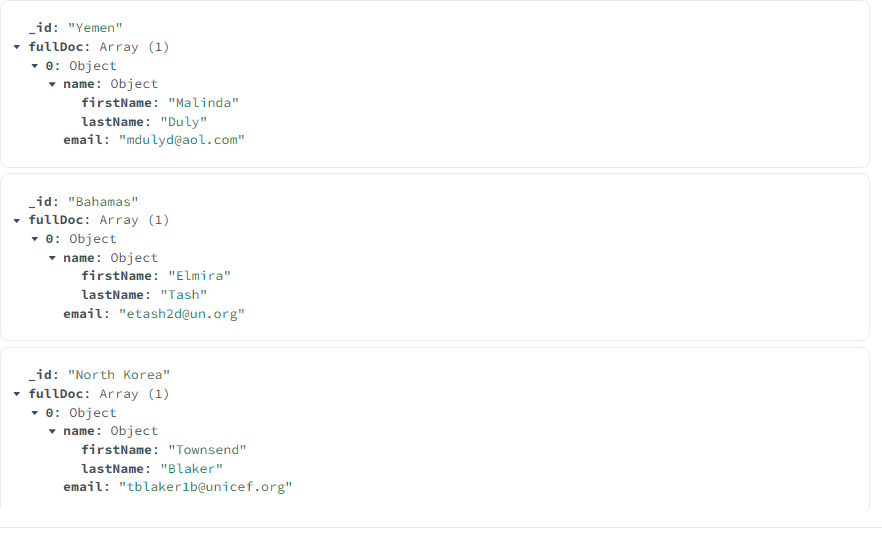 _id: "Yemen"
fullDoc: Array (1)
0: Object
name: Object
firstName: "Malinda"
lastName: "Duly"
email: "mdulyd@aol.com"
_id: "Bahamas"
fullDoc: Array (1)
0: Object
name: Object
firstName: "Elmira"
lastName: "Tash"
email: "etash2d@un.org"
_id: "North Korea"
fullDoc: Array (1)
0: Object
name: Object
firstName: "Townsend"
lastName: "Blaker"
email: "tblaker1b@unicef.org"